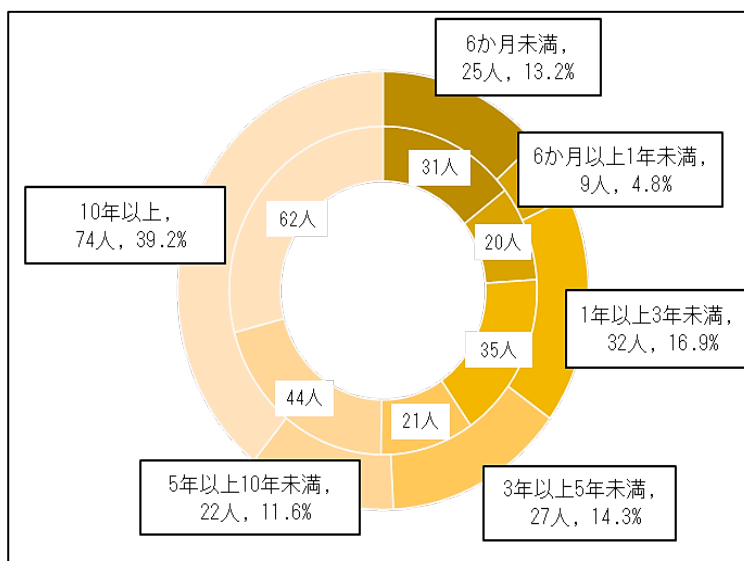 6か月未満,
25人, 13.2%
6か月以上1年未満,
9人, 4.8%
1年以上3年未満,
32人, 16.9%
3年以上5年未満,
27人, 14.3%
5年以上10年未満,
22人, 11.6%
10年以上,
74人, 39.2%
31人
20人
35人
21人
44人
62人